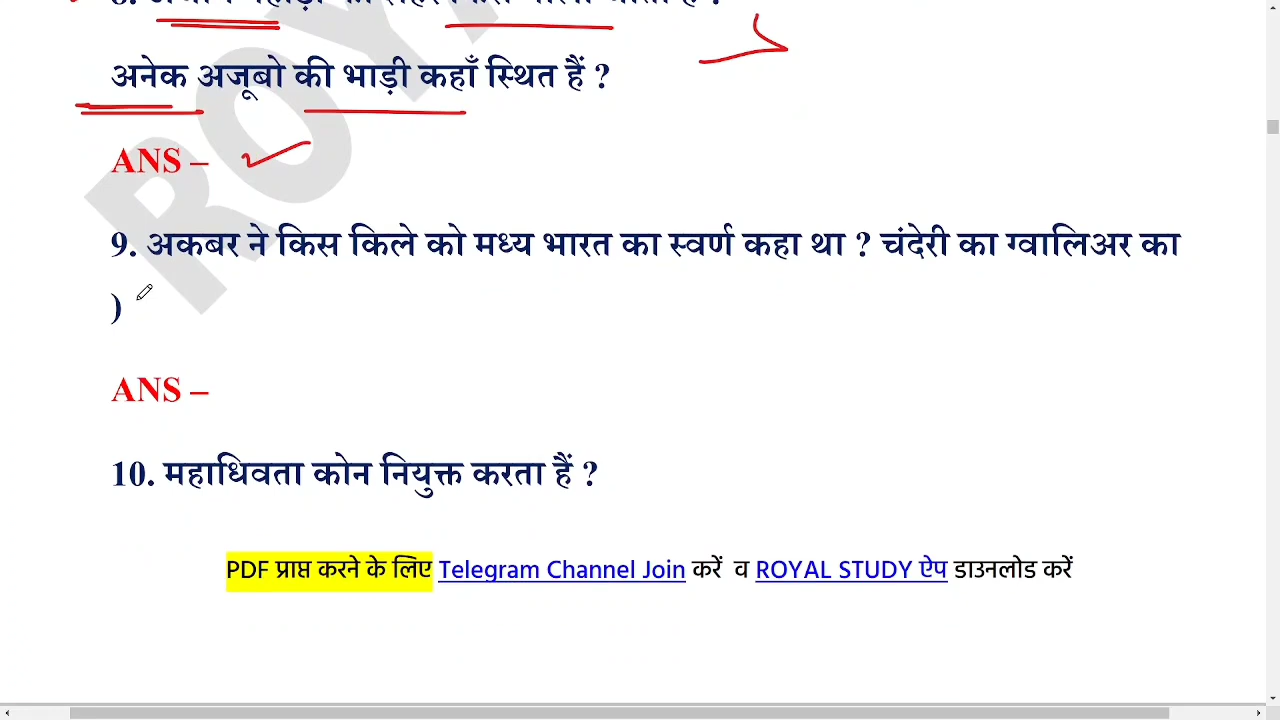 अनेक अजूबो की भाड़ी कहाँ स्थित हैं ?
ANS –
9. अकबर ने किस किले को मध्य भारत का स्वर्ण कहा था ? चंदेरी का ग्वालिअर का
)
ANS –
10. महाधिवता कोन नियुक्त करता हैं ?
PDF प्राप्त करने के लिए Telegram Channel Join करें व ROYAL STUDY ऐप डाउनलोड करें